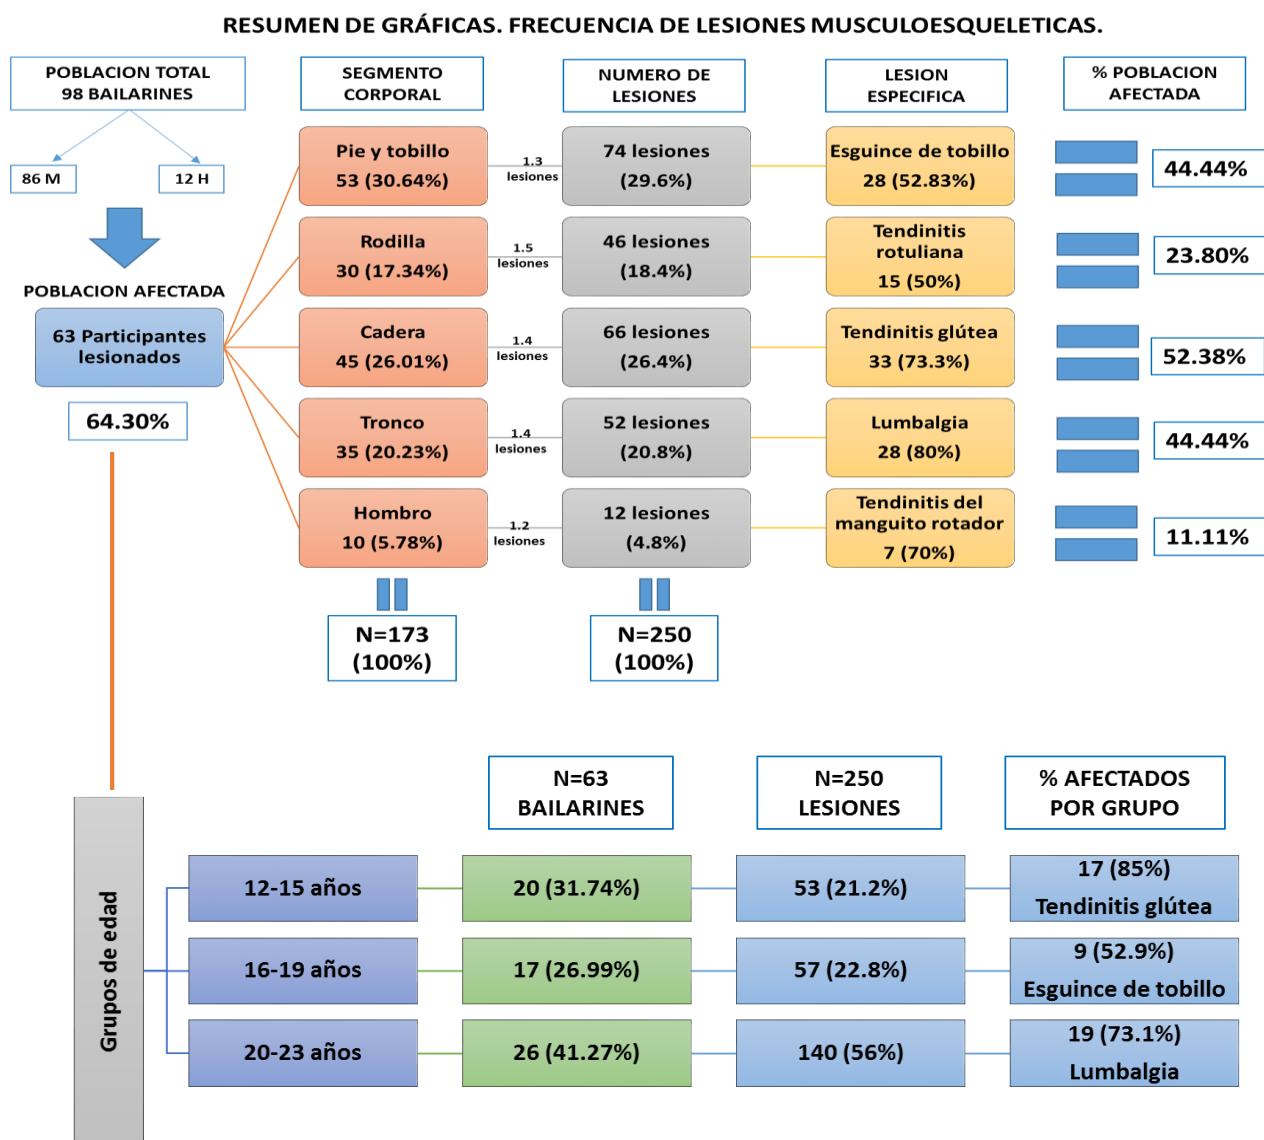 RESUMEN DE GRÁFICAS. FRECUENCIA DE LESIONES MUSCULOESQUELETICAS.
POBLACION TOTAL
98 BAILARINES
86 M
12 H
POBLACION AFECTADA
63 Participantes
lesionados
64.30%
SEGMENTO
CORPORAL
NUMERO DE
LESIONES
LESION
ESPECIFICA
% POBLACION
AFECTADA
Pie y tobillo
53 (30.64%)
1.3
lesiones
74 lesiones
(29.6%)
Esguince de tobillo
28 (52.83%)
44.44%
Rodilla
30 (17.34%)
1.5
lesiones
46 lesiones
(18.4%)
Tendinitis
rotuliana
15 (50%)
23.80%
Cadera
45 (26.01%)
1.4
lesiones
66 lesiones
(26.4%)
Tendinitis glútea
33 (73.3%)
52.38%
Tronco
35 (20.23%)
1.4
lesiones
52 lesiones
(20.8%)
Lumbalgia
28 (80%)
44.44%
Hombro
10 (5.78%)
1.2
lesiones
12 lesiones
(4.8%)
Tendinitis del
manguito rotador
7 (70%)
11.11%
N=173
(100%)
N=250
(100%)
N=63
BAILARINES
N=250
LESIONES
% AFECTADOS
POR GRUPO
Grupos de edad
12-15 años
20 (31.74%)
53 (21.2%)
17 (85%)
Tendinitis glútea
16-19 años
17 (26.99%)
57 (22.8%)
9 (52.9%)
Esguince de tobillo
20-23 años
26 (41.27%)
140 (56%)
19 (73.1%)
Lumbalgia